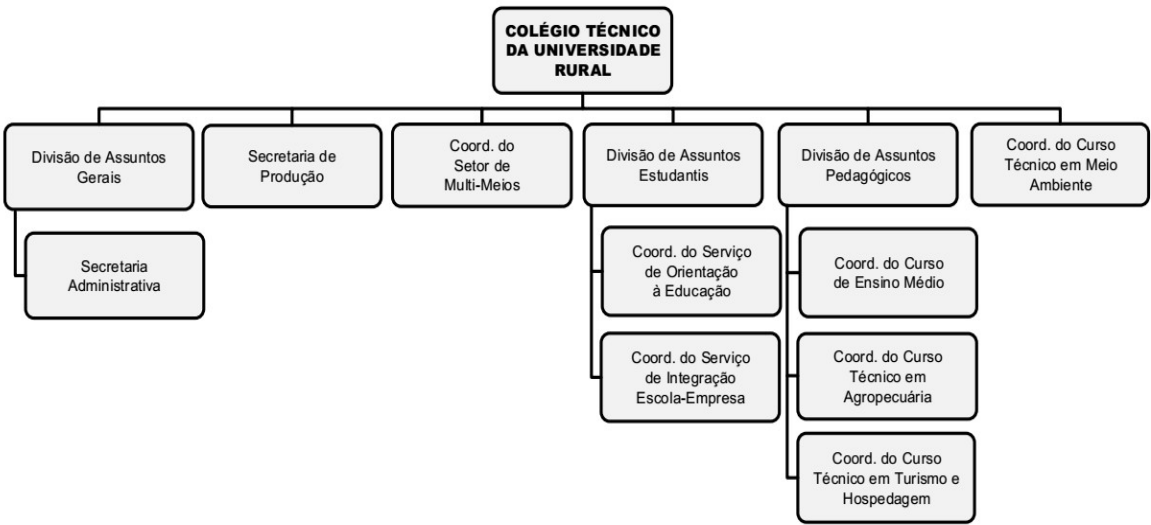 COLÉGIO TÉCNICO
DA UNIVERSIDADE
RURAL
Divisão de Assuntos
Gerais
Secretaria de
Produção
Coord. do
Setor de
Multi-Meios
Divisão de Assuntos
Estudantis
Divisão de Assuntos
Pedagógicos
Coord. do Curso
Técnico em Meio
Ambiente
Secretaria
Administrativa
Coord. do Serviço
de Orientação
à Educação
Coord. do Serviço
de Integração
Escola-Empresa
Coord. do Curso
de Ensino Médio
Coord. do Curso
Técnico em
Agropecuária
Coord. do Curso
Técnico em Turismo e
Hospedagem